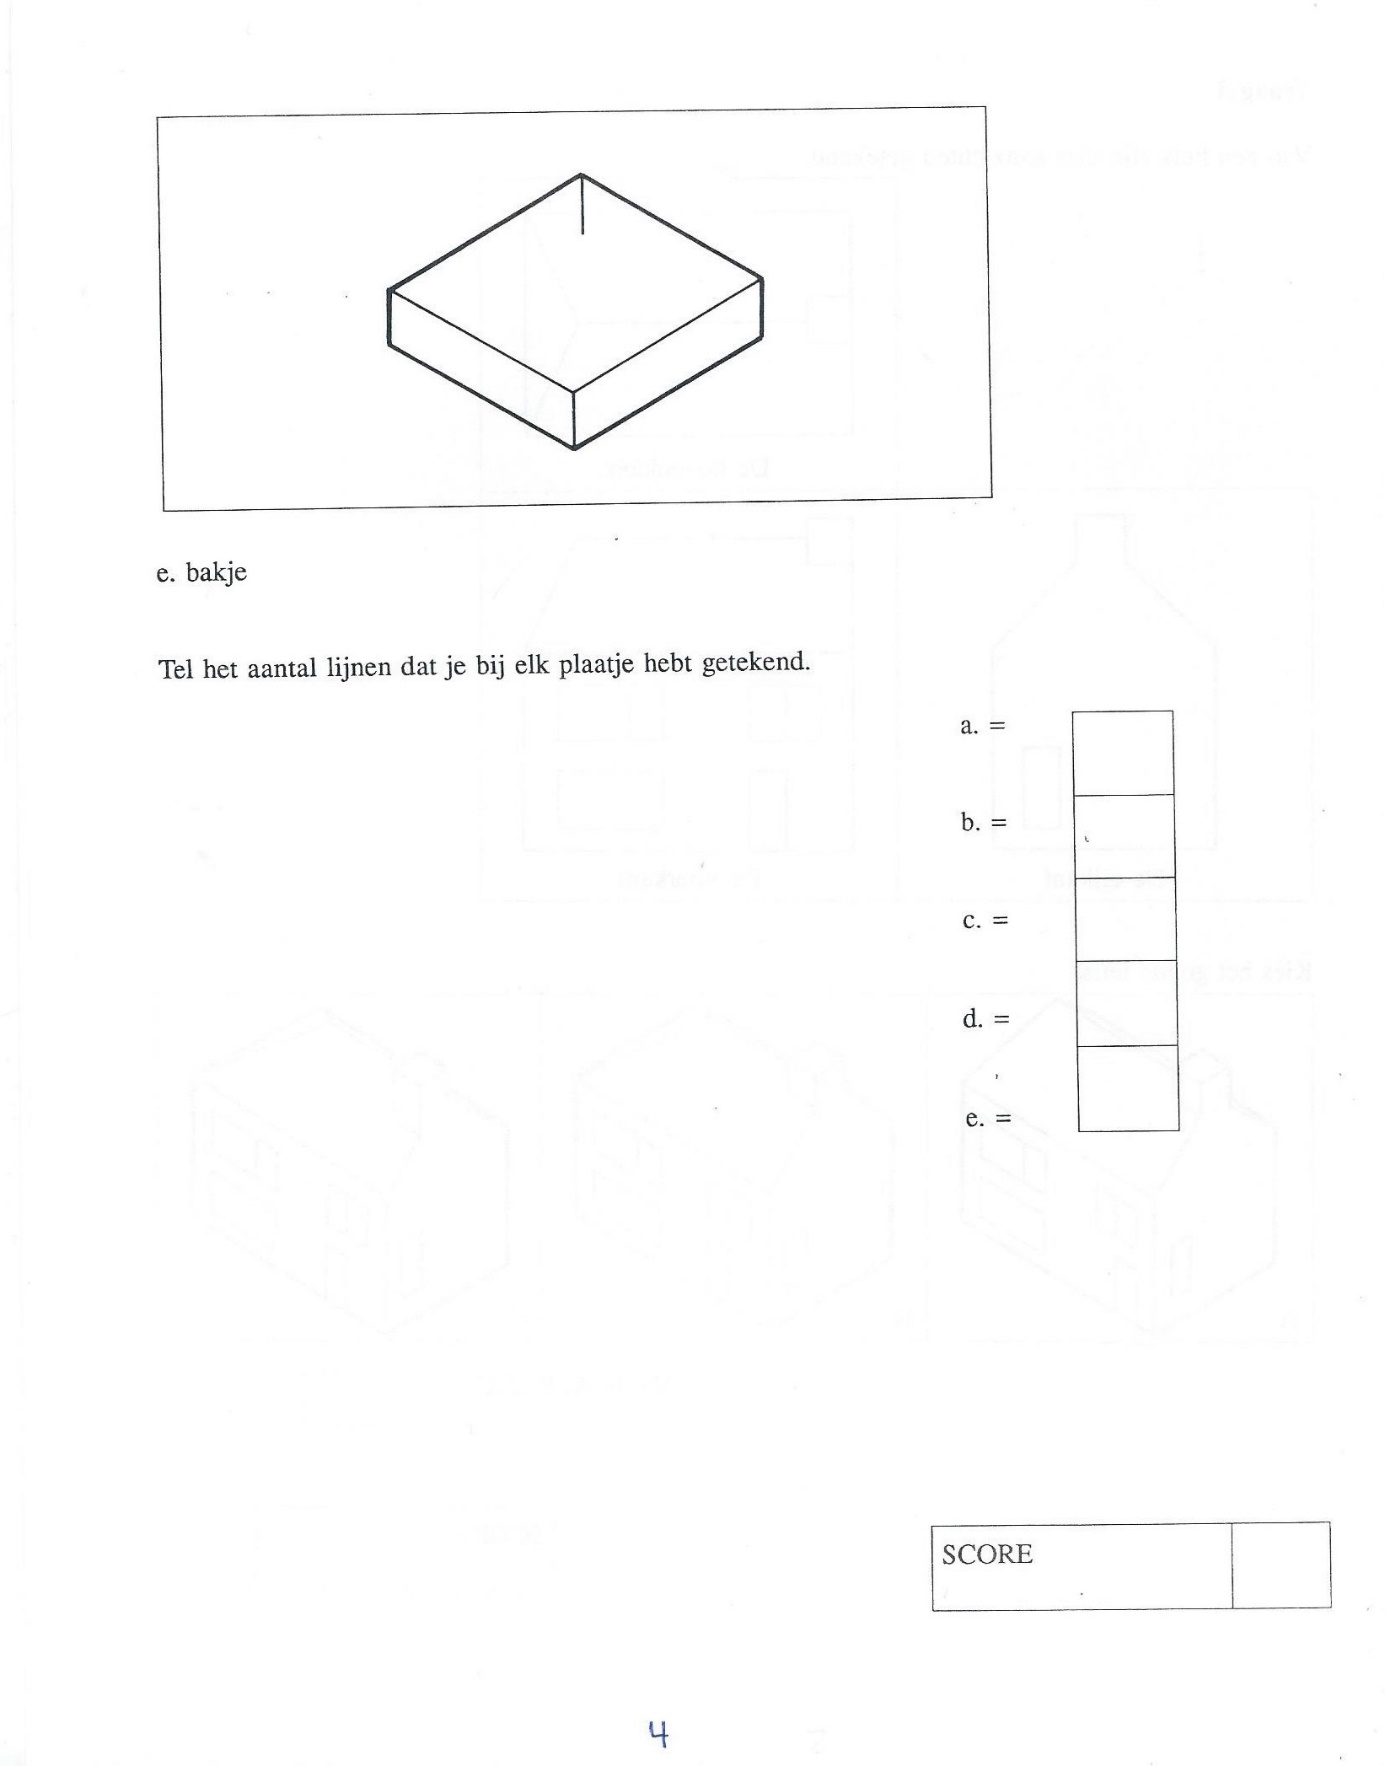 e. bakje
Tel het aantal lijnen dat je bij elk plaatje hebt getekend.
a. =
b. =
c. =
d. =
e. =
SCORE
4